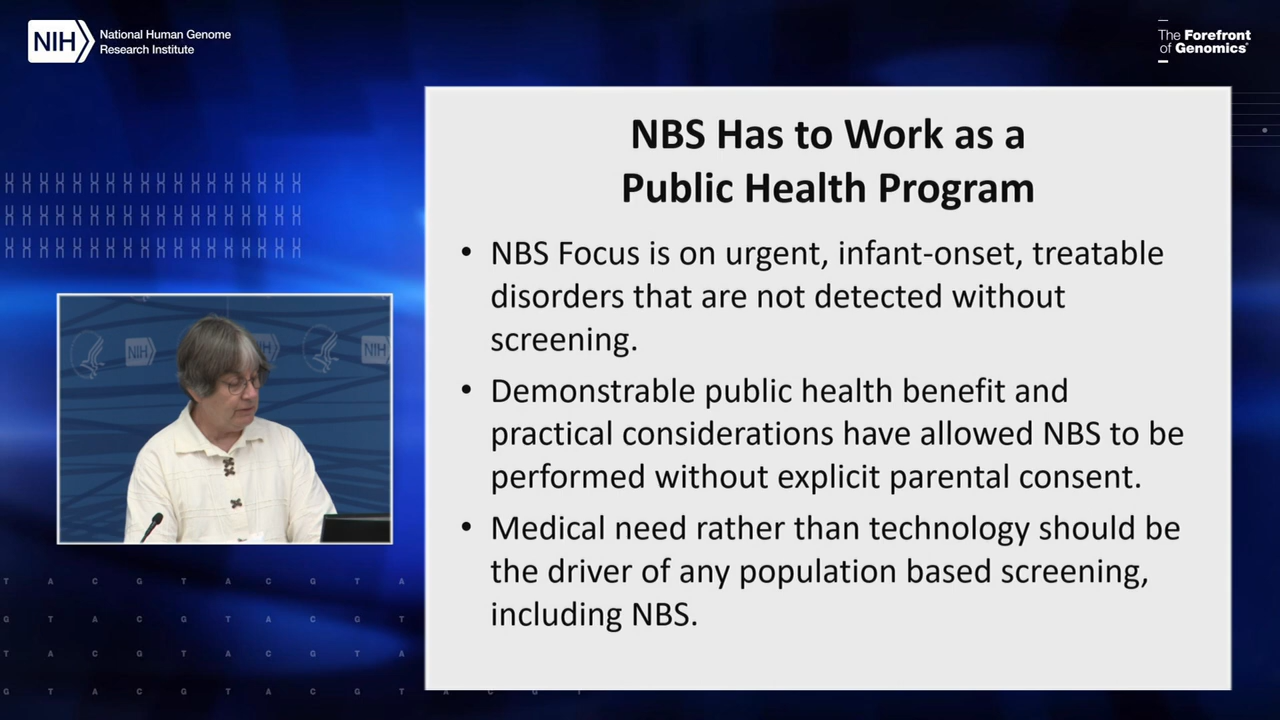 NIH
National Human Genome
Research Institute
The Forefront
of Genomics®
NBS Has to Work as a
Public Health Program
• NBS Focus is on urgent, infant-onset, treatable
disorders that are not detected without
screening.
• Demonstrable public health benefit and
practical considerations have allowed NBS to be
performed without explicit parental consent.
• Medical need rather than technology should be
the driver of any population based screening,
including NBS.
NIH
NIH
NIH
T A C G T A C G T A
G T A C G T A C G T
T A C G T A C G T A
G T A C G T A C G T A C G T